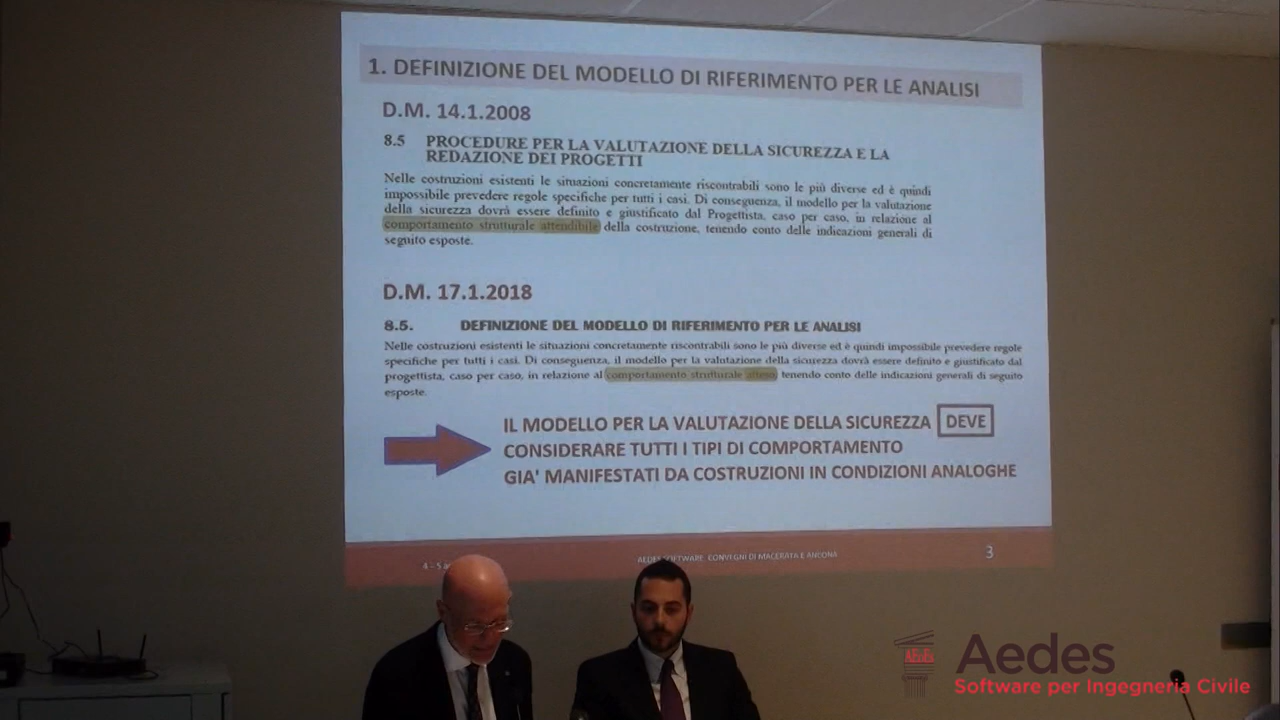 1. DEFINIZIONE DEL MODELLO DI RIFERIMENTO PER LE ANALISI
D.M. 14.1.2008
8.5 PROCEDURE PER LA VALUTAZIONE DELLA SICUREZZA E LA
REDAZIONE DEI PROGETTI
Nelle costruzioni esistenti le situazioni concretamente riscontrabili sono le più diverse ed è quindi
impossibile prevedere regole specifiche per tutti i casi. Di conseguenza, il modello per la valutazione
della sicurezza dovrà essere definito e giustificato dal Progettista, caso per caso, in relazione al
comportamento strutturale attendibile della costruzione, tenendo conto delle indicazioni generali di
seguito esposte.
D.M. 17.1.2018
8.5. DEFINIZIONE DEL MODELLO DI RIFERIMENTO PER LE ANALISI
Nelle costruzioni esistenti le situazioni concretamente riscontrabili sono le più diverse ed è quindi impossibile prevedere regole
specifiche per tutti i casi. Di conseguenza, il modello per la valutazione della sicurezza dovrà essere definito e giustificato dal
progettista, caso per caso, in relazione al comportamento strutturale atteso, tenendo conto delle indicazioni generali di seguito
esposte.
IL MODELLO PER LA VALUTAZIONE DELLA SICUREZZA DEVE
CONSIDERARE TUTTI I TIPI DI COMPORTAMENTO
GIA' MANIFESTATI DA COSTRUZIONI IN CONDIZIONI ANALOGHE
4 - 5
AEDES SOFTWARE CONVEGNI DI MACERATA E ANCONA
3
AEDES
Aedes
Software per Ingegneria Civile